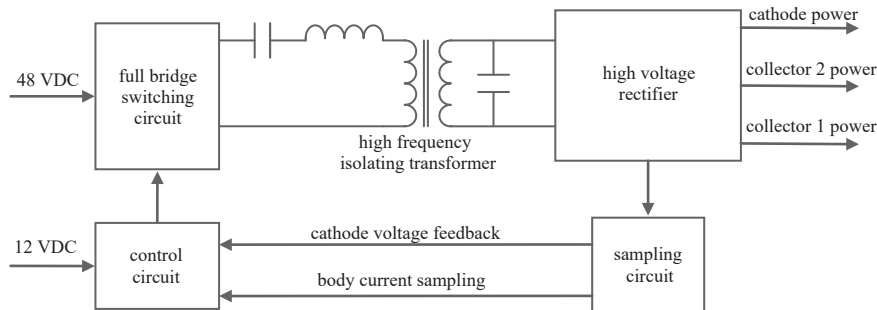 cathode power
48 VDC
full bridge
switching
circuit
high voltage
rectifier
collector 2 power
collector 1 power
high frequency
isolating transformer
12 VDC
control
circuit
cathode voltage feedback
body current sampling
sampling
circuit